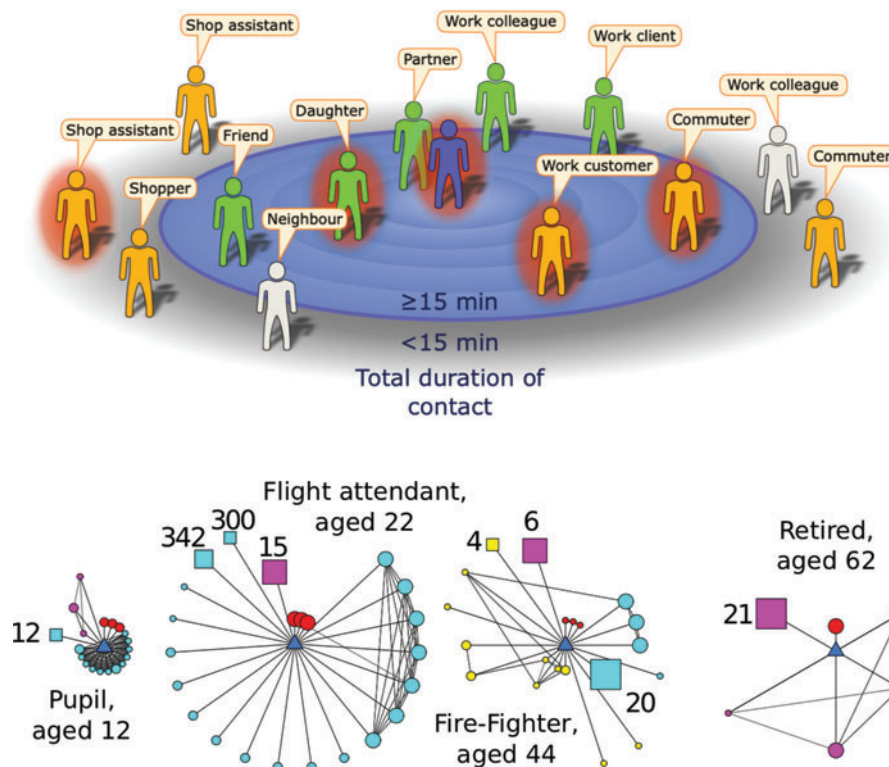 Shop assistant
Work colleague
Work client
Partner
Work colleague
Daughter
Commuter
Shop assistant
Friend
Commuter
Shopper
Work customer
Neighbour
≥15 min
<15 min
Total duration of
contact
Flight attendant,
aged 22
342
300
15
4
6
Retired,
aged 62
12
21
Pupil,
aged 12
20
Fire-Fighter,
aged 44